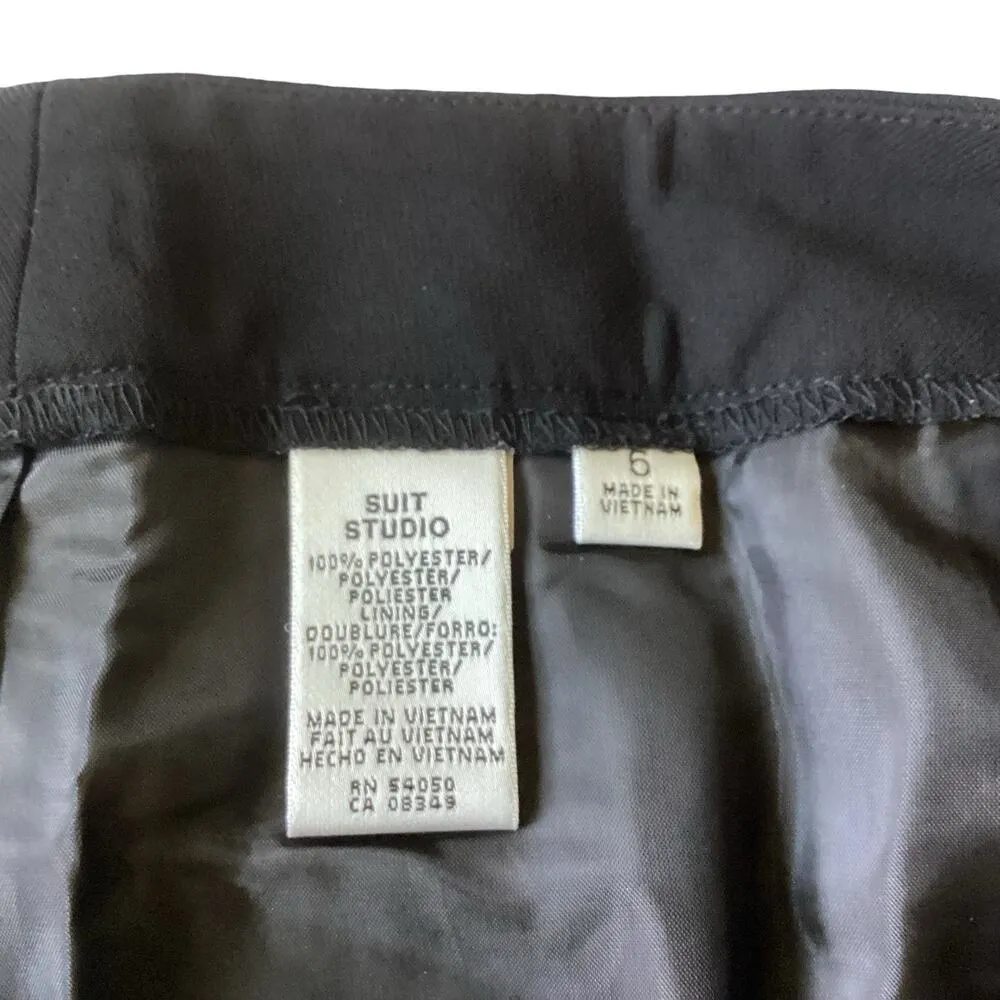 SUIT
STUDIO
100% POLYESTER/
POLYESTER/
POLIESTER
LINING/
DOUBLURE/FORRO:
100% POLYESTER/
POLYESTER/
POLIESTER
MADE IN VIETNAM
FAIT AU VIETNAM
HECHO EN VIETNAM
RN 54050
CA 08349
6
MADE IN
VIETNAM